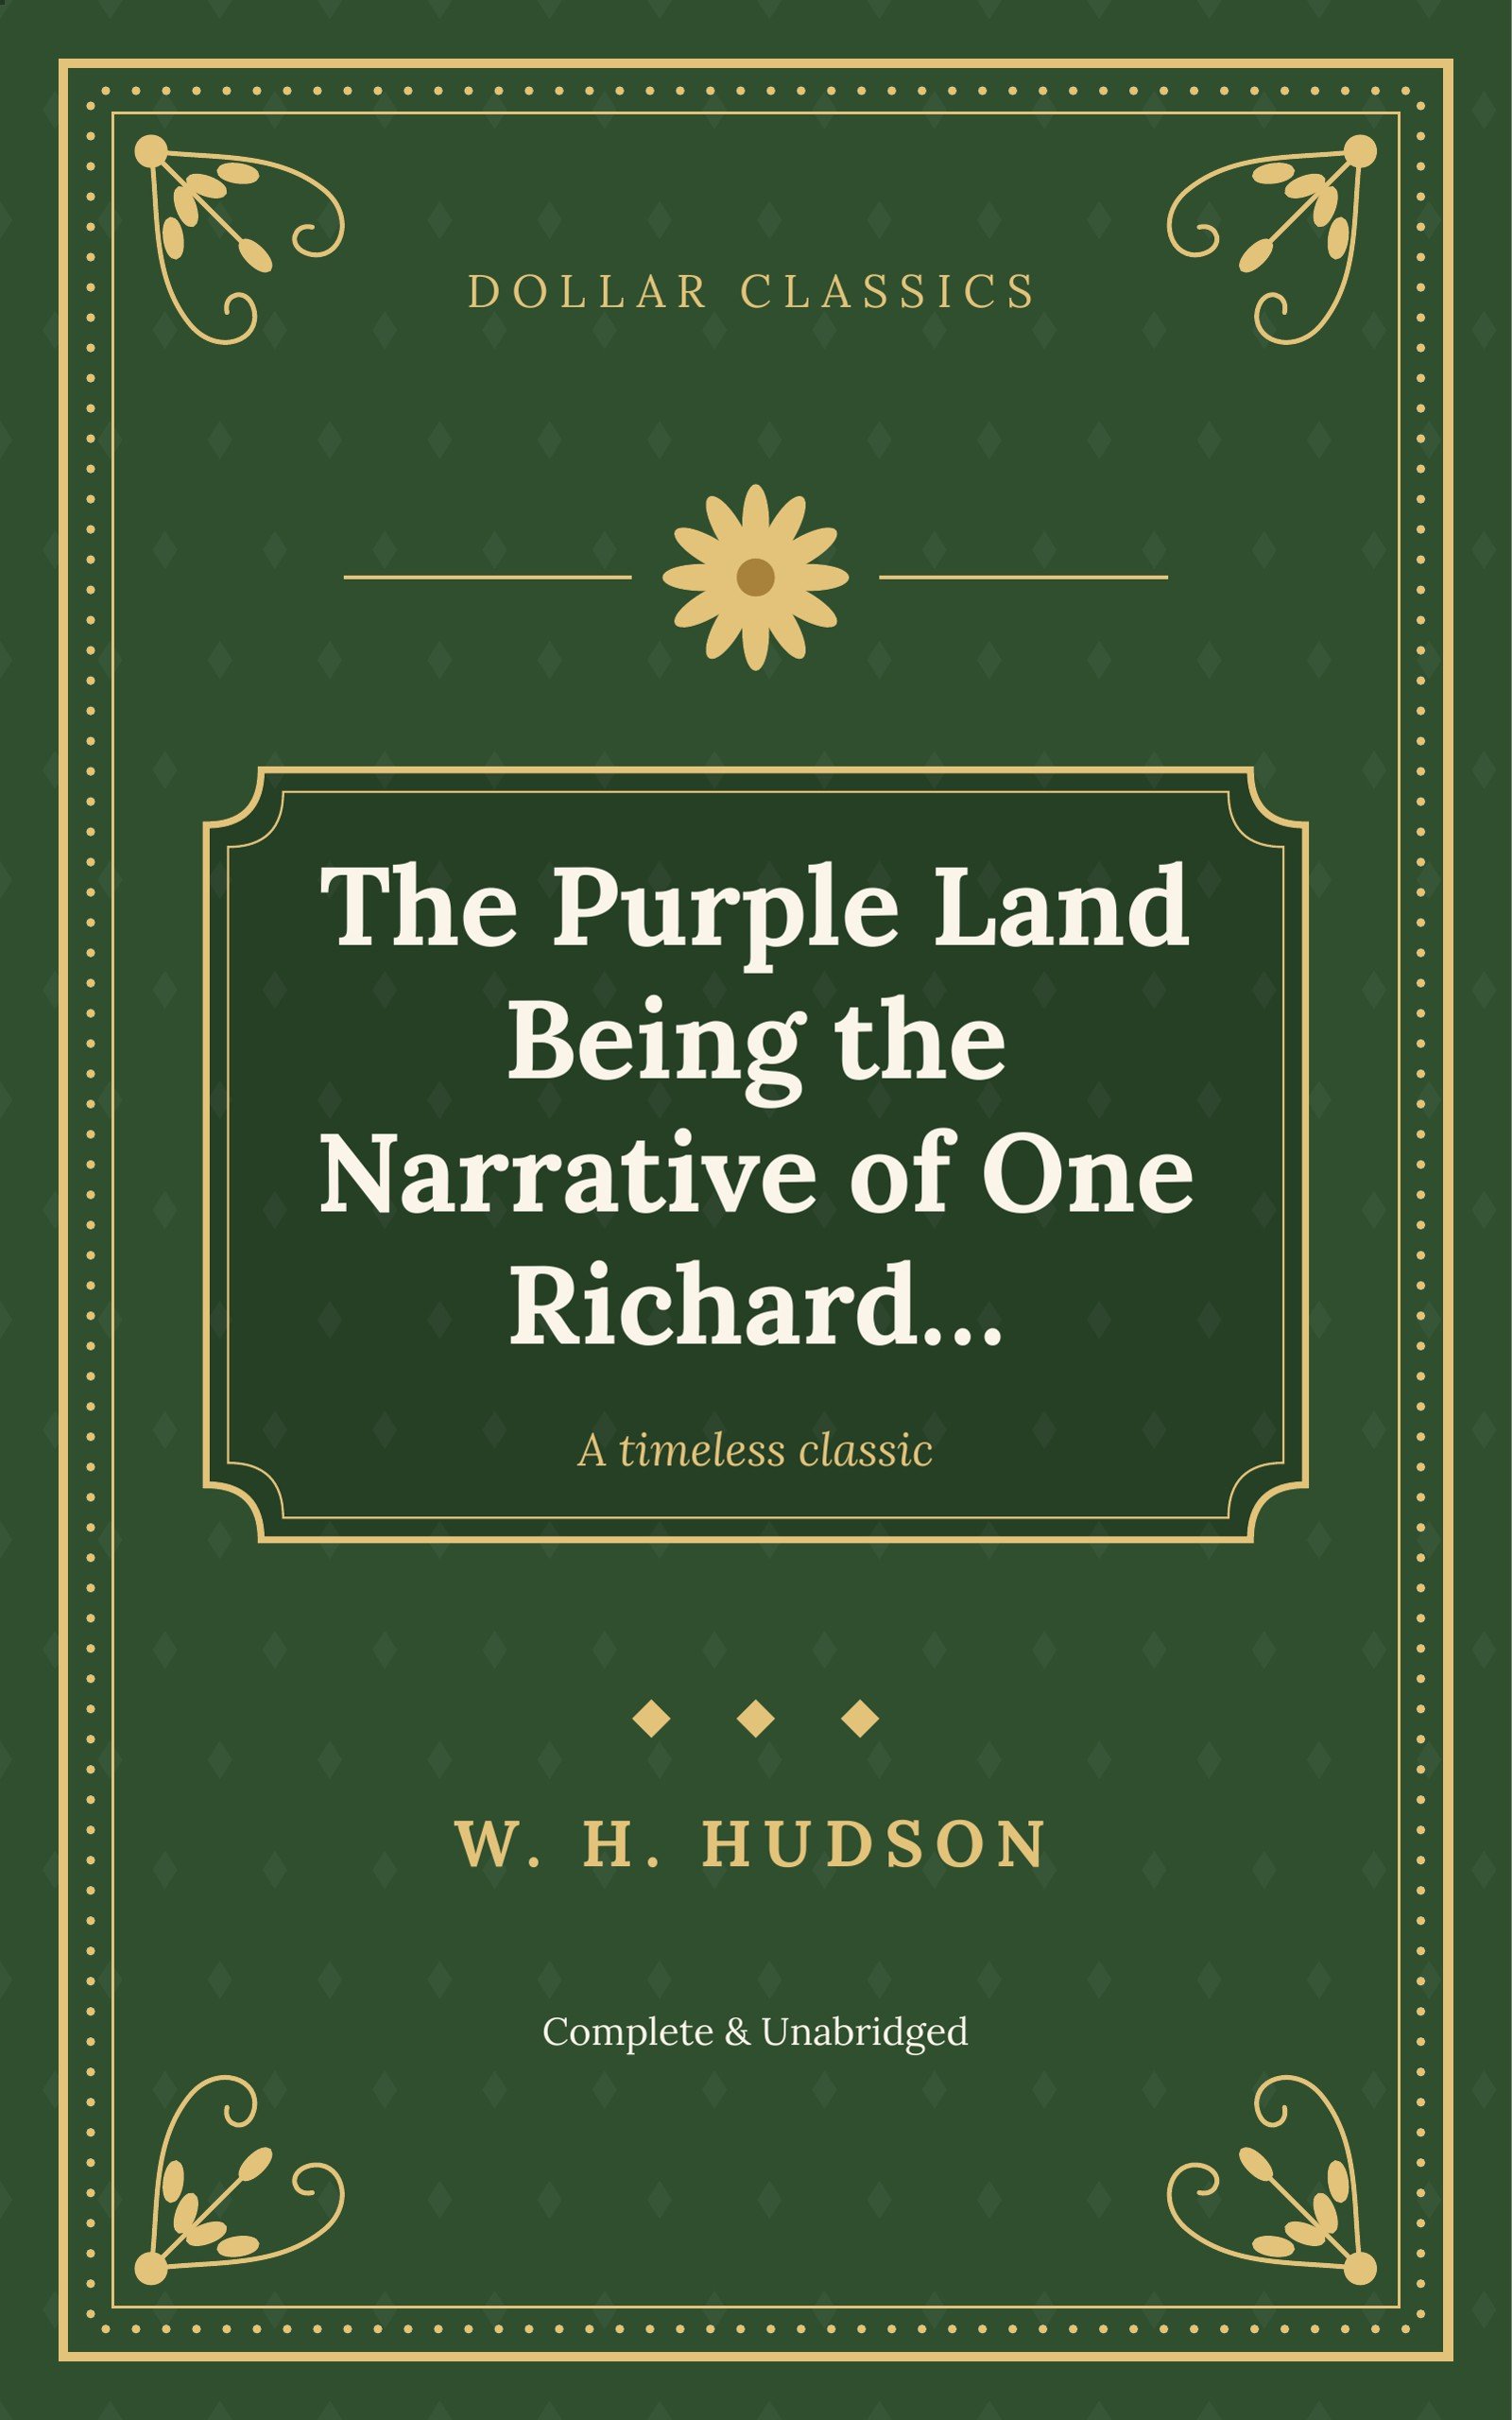 DOLLAR CLASSICS
The Purple Land
Being the
Narrative of One
Richard...
A timeless classic
W. H. HUDSON
Complete & Unabridged